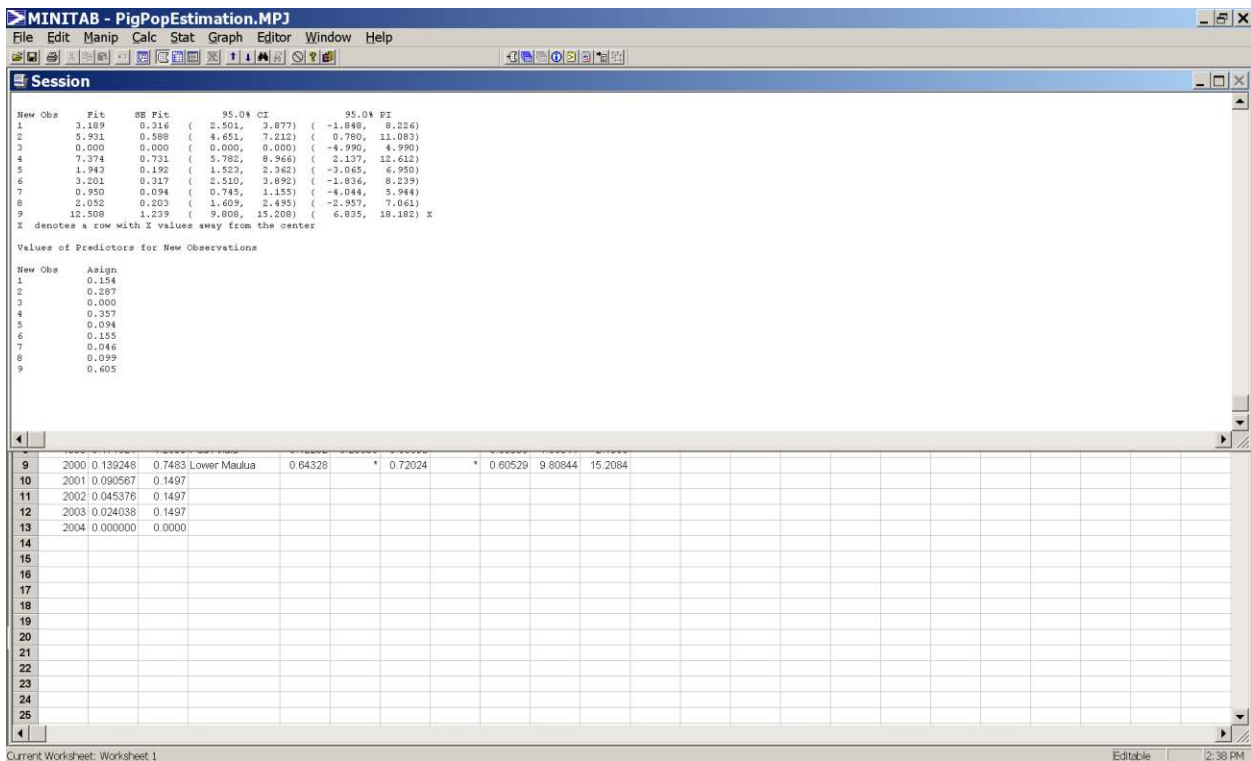 MINITAB - PigPopEstimation.MPJ
File Edit Manip Calc Stat Graph Editor Window Help
Session
New Obs Fit SE Fit 95.0% CI 95.0% PI
1 3.189 0.316 ( 2.501, 3.877) ( -1.848, 8.226)
2 5.931 0.588 ( 4.651, 7.212) ( 0.780, 11.083)
3 0.000 0.000 ( 0.000, 0.000) ( -4.990, 4.990)
4 7.374 0.731 ( 5.782, 8.966) ( 2.137, 12.612)
5 1.943 0.192 ( 1.523, 2.362) ( -3.065, 6.950)
6 3.201 0.317 ( 2.510, 3.892) ( -1.836, 8.239)
7 0.950 0.094 ( 0.745, 1.155) ( -4.044, 5.944)
8 2.052 0.203 ( 1.609, 2.495) ( -2.957, 7.061)
9 12.508 1.239 ( 9.808, 15.208) ( 6.835, 18.182) X
X denotes a row with X values away from the center
Values of Predictors for New Observations
New Obs Asign
1 0.154
2 0.287
3 0.000
4 0.357
5 0.094
6 0.155
7 0.046
8 0.099
9 0.605
9 2000 0.139248 0.7483 Lower Maulua 0.64328 * 0.72024 * 0.60529 9.80844 15.2084
10 2001 0.090567 0.1497
11 2002 0.045376 0.1497
12 2003 0.024038 0.1497
13 2004 0.000000 0.0000
14
15
16
17
18
19
20
21
22
23
24
25
Current Worksheet: Worksheet 1 Editable 2:38 PM